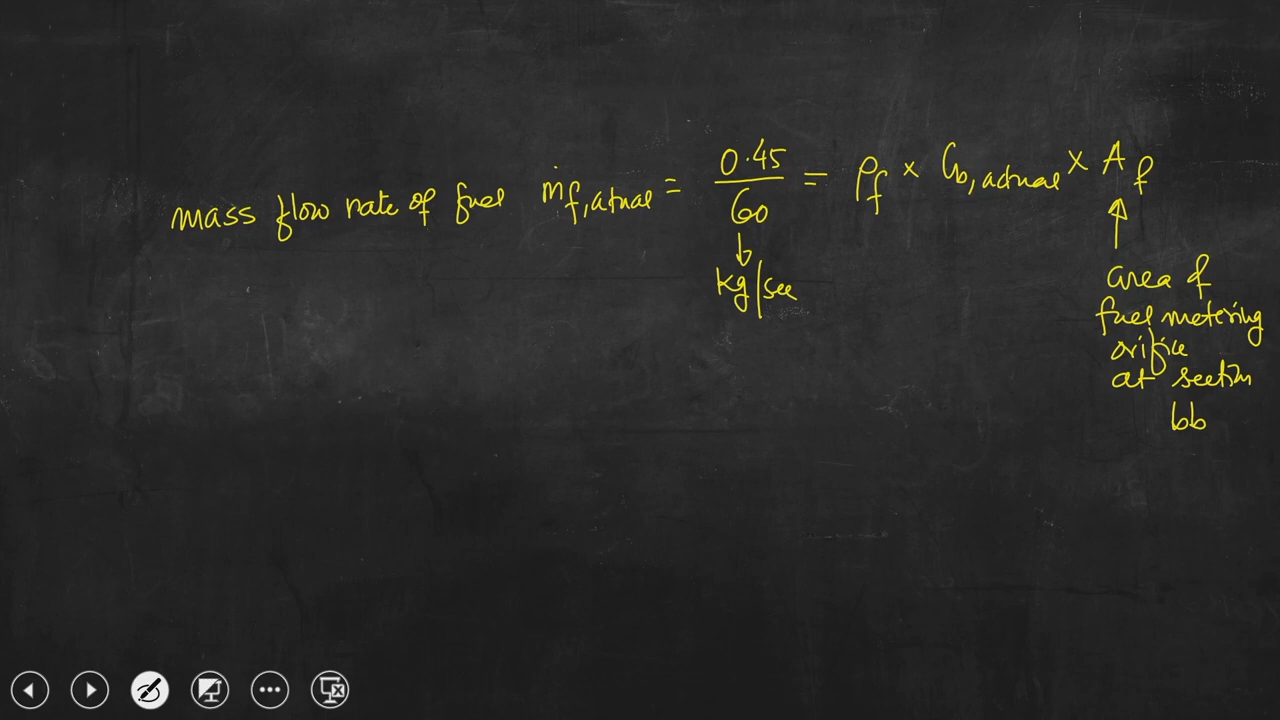 mass flow rate of fuel ṁf,actual = 0.45/60 = ρf × Cb,actual × Af
kg/sec
area of
fuel metering
orifice
at section
bb